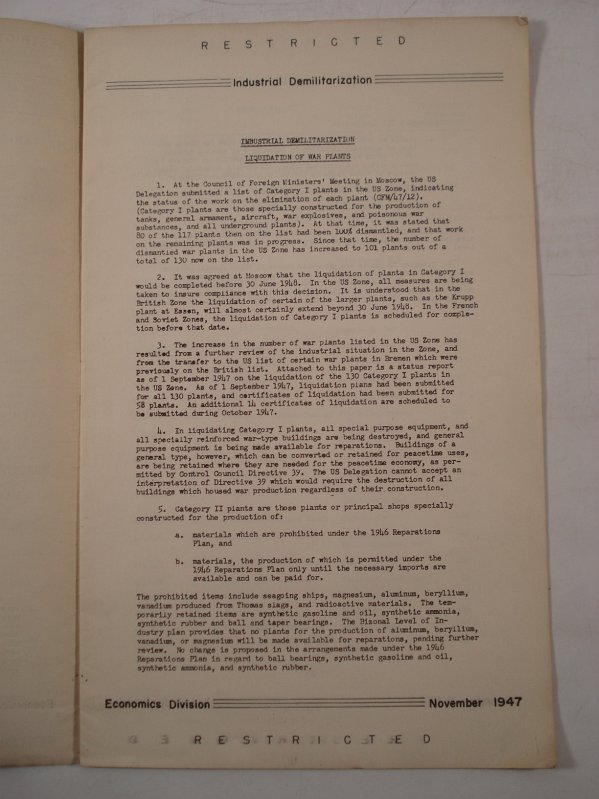 R E S T R I C T E D
Industrial Demilitarization
INDUSTRIAL DEMILITARIZATION
LIQUIDATION OF WAR PLANTS
1. At the Council of Foreign Ministers' Meeting in Moscow, the US
Delegation submitted a list of Category I plants in the US Zone, indicating
the status of the work on the elimination of each plant (CFM/47/12).
(Category I plants are those specially constructed for the production of
tanks, general armament, aircraft, war explosives, and poisonous war
substances, and all underground plants). At that time, it was stated that
80 of the 117 plants then on the list had been 100% dismantled, and that work
on the remaining plants was in progress. Since that time, the number of
dismantled war plants in the US Zone has increased to 101 plants out of a
total of 130 now on the list.
2. It was agreed at Moscow that the liquidation of plants in Category I
would be completed before 30 June 1948. In the US Zone, all measures are being
taken to insure compliance with this decision. It is understood that in the
British Zone the liquidation of certain of the larger plants, such as the Krupp
plant at Essen, will almost certainly extend beyond 30 June 1948. In the French
and Soviet Zones, the liquidation of Category I plants is scheduled for comple-
tion before that date.
3. The increase in the number of war plants listed in the US Zone has
resulted from a further review of the industrial situation in the Zone, and
from the transfer to the US list of certain war plants in Bremen which were
previously on the British list. Attached to this paper is a status report
as of 1 September 1947 on the liquidation of the 130 Category I plants in
the US Zone. As of 1 September 1947, liquidation plans had been submitted
for all 130 plants, and certificates of liquidation had been submitted for
58 plants. An additional 14 certificates of liquidation are scheduled to
be submitted during October 1947.
4. In liquidating Category I plants, all special purpose equipment, and
all specially reinforced war-type buildings are being destroyed, and general
purpose equipment is being made available for reparations. Buildings of a
general type, however, which can be converted or retained for peacetime uses,
are being retained where they are needed for the peacetime economy, as per-
mitted by Control Council Directive 39. The US Delegation cannot accept an
interpretation of Directive 39 which would require the destruction of all
buildings which housed war production regardless of their construction.
5. Category II plants are those plants or principal shops specially
constructed for the production of:
a. materials which are prohibited under the 1946 Reparations
Plan, and
b. materials, the production of which is permitted under the
1946 Reparations Plan only until the necessary imports are
available and can be paid for.
The prohibited items include seagoing ships, magnesium, aluminum, beryllium,
vanadium produced from Thomas slags, and radioactive materials. The tem-
porarily retained items are synthetic gasoline and oil, synthetic ammonia,
synthetic rubber and ball and taper bearings. The Bizonal Level of In-
dustry plan provides that no plants for the production of aluminum, beryllium,
vanadium, or magnesium will be made available for reparations, pending further
review. No change is proposed in the arrangements made under the 1946
Reparations Plan in regard to ball bearings, synthetic gasoline and oil,
synthetic ammonia, and synthetic rubber.
Economics Division
November 1947
R E S T R I C T E D